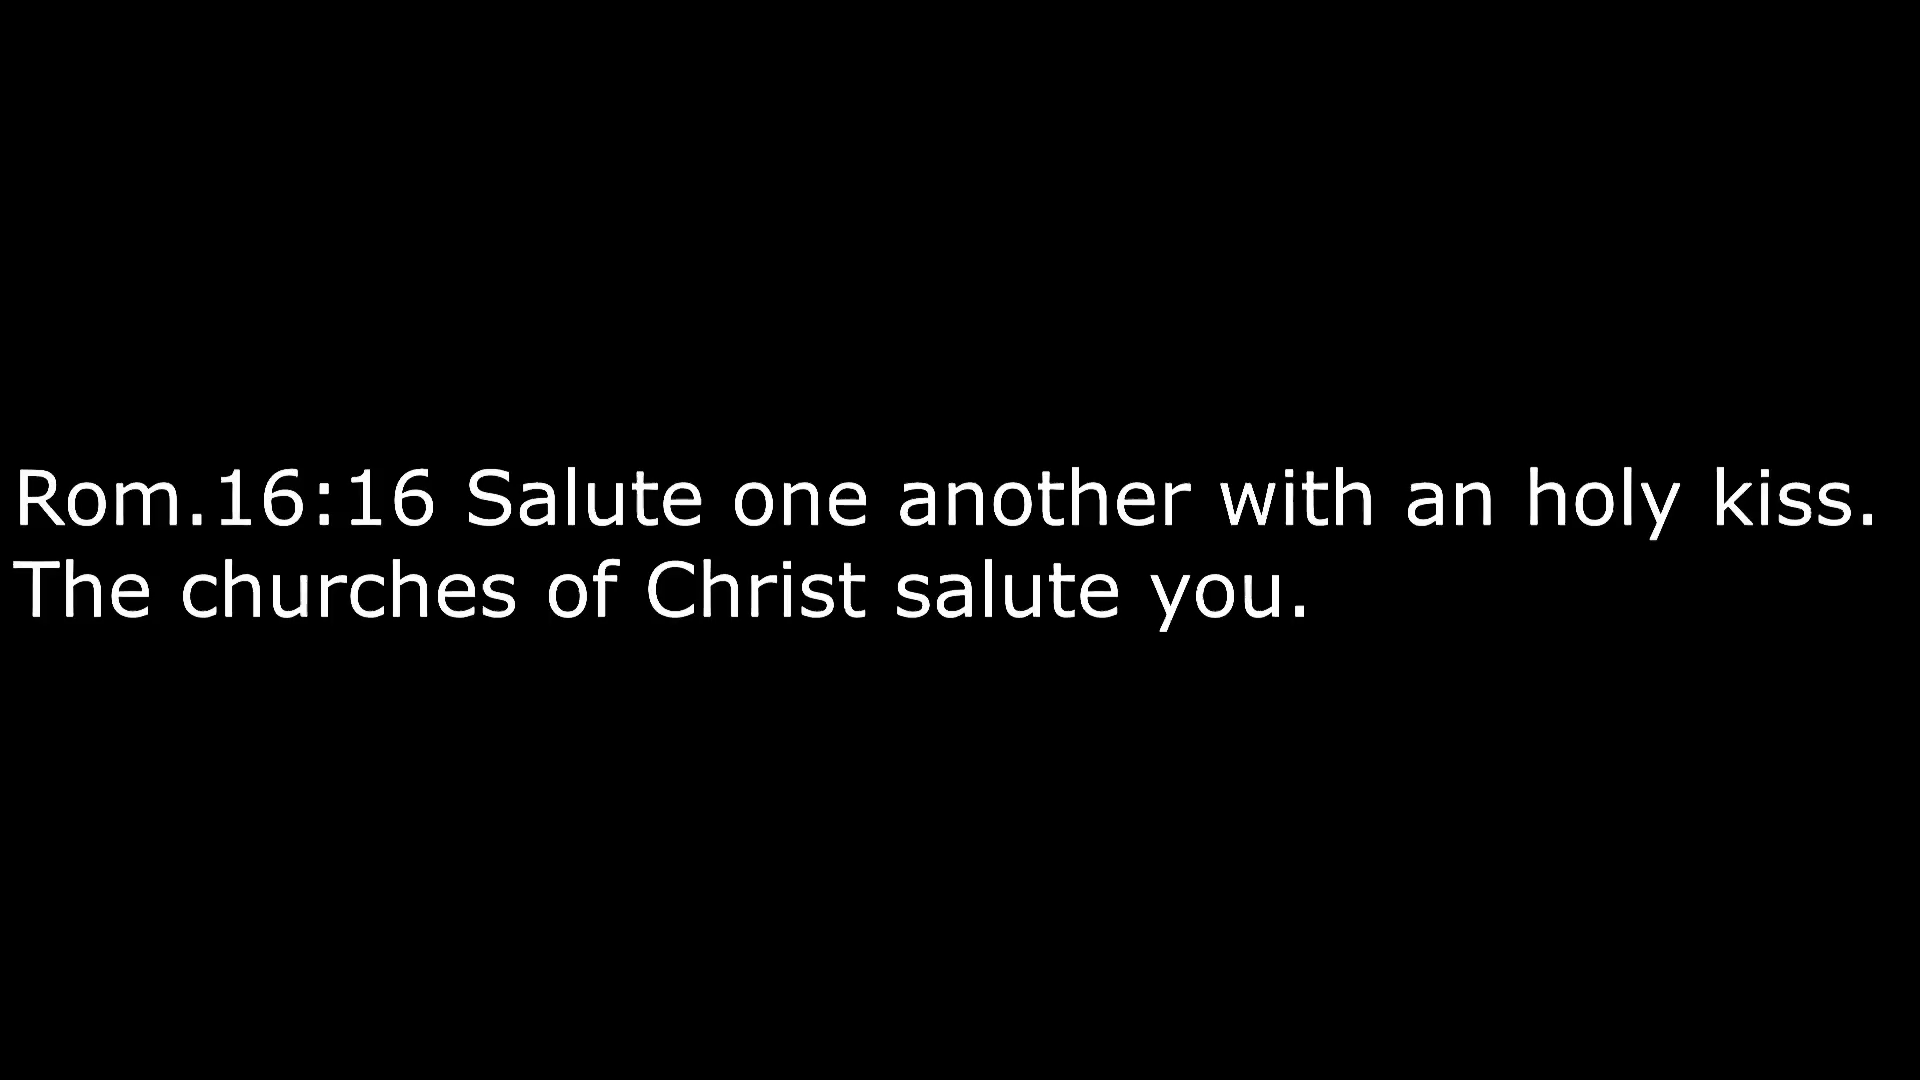 Rom.16:16 Salute one another with an holy kiss.
The churches of Christ salute you.